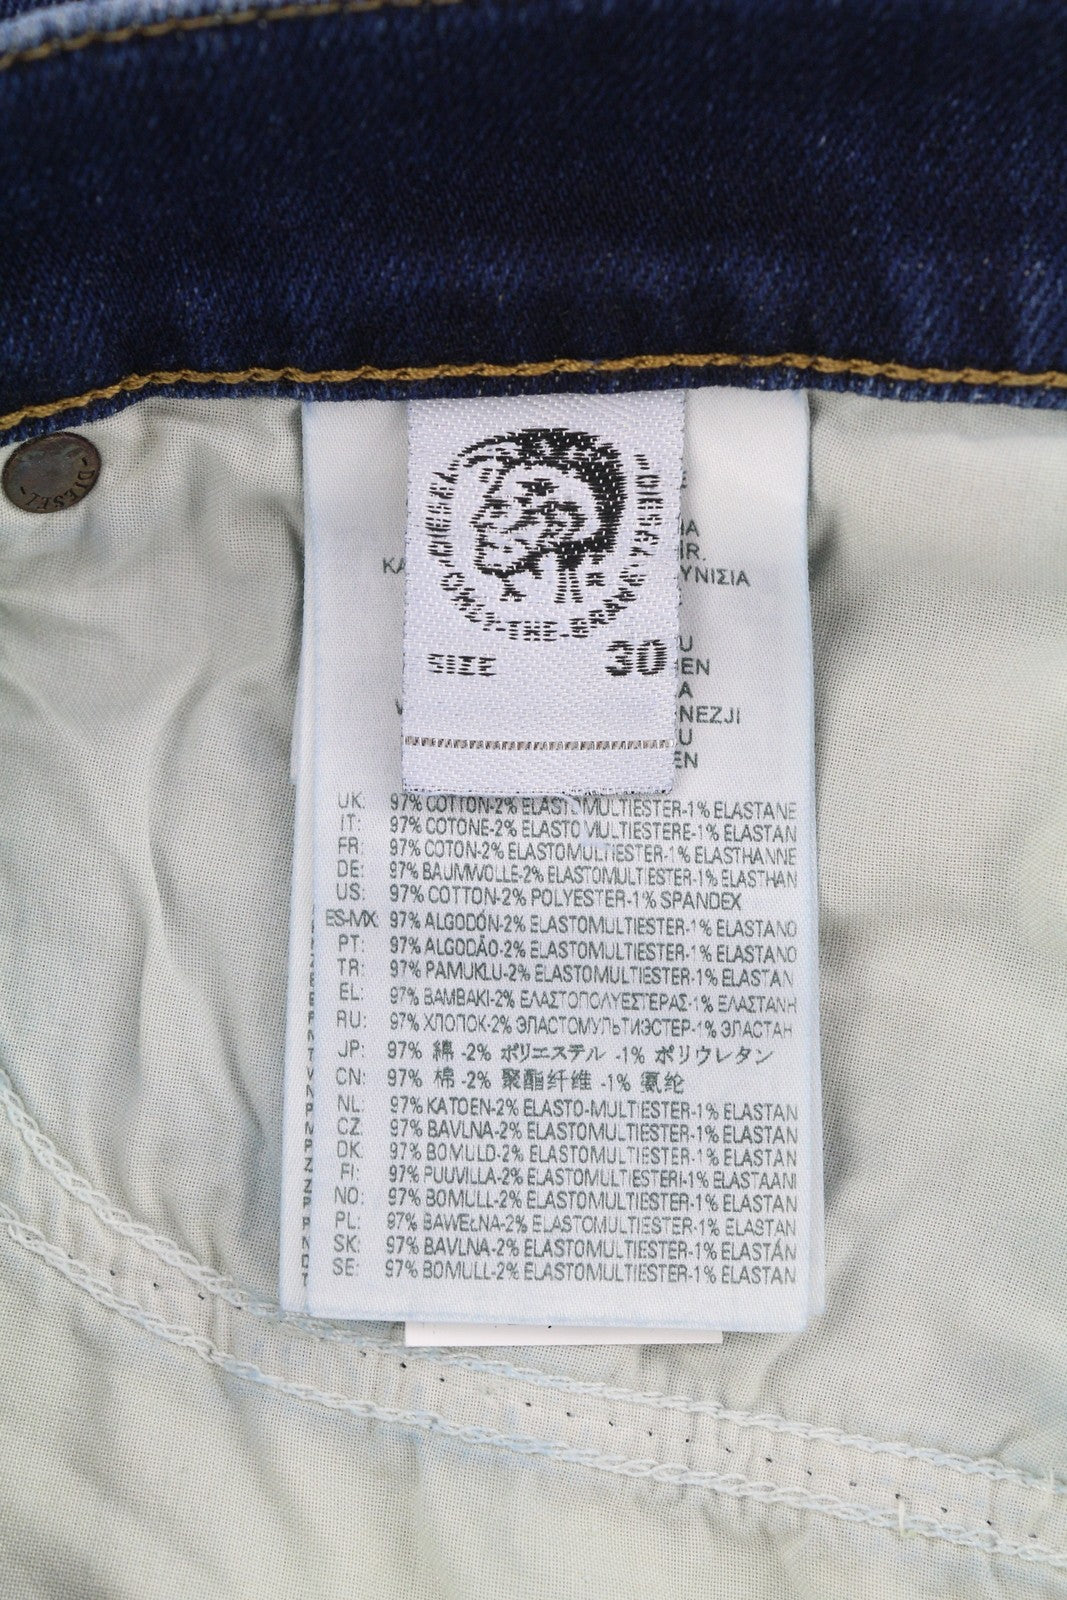 DIESEL
DIESEL
DIESEL
ONLY-THE-BRAVE
SIZE 30
ΥΝΙΣΙΑ
NEZJI
UK: 97% COTTON-2% ELASTOMULTIESTER-1% ELASTANE
IT: 97% COTONE-2% ELASTOMULTIESTERE-1% ELASTAN
FR: 97% COTON-2% ELASTOMULTIESTER-1% ELASTHANNE
DE: 97% BAUMWOLLE-2% ELASTOMULTIESTER-1% ELASTHAN
US: 97% COTTON-2% POLYESTER-1% SPANDEX
ES-MX: 97% ALGODÓN-2% ELASTOMULTIESTER-1% ELASTANO
PT: 97% ALGODÃO-2% ELASTOMULTIESTER-1% ELASTANO
TR: 97% PAMUKLU-2% ELASTOMULTIESTER-1% ELASTAN
EL: 97% ΒΑΜΒΑΚΙ-2% ΕΛΑΣΤΟΠΟΛΥΕΣΤΕΡΑΣ-1% ΕΛΑΣΤΑΝΗ
RU: 97% ХЛОПОК-2% ЭЛАСТОМУЛЬТИЭСТЕР-1% ЭЛАСТАН
JP: 97% 綿 -2% ポリエステル -1% ポリウレタン
CN: 97% 棉 -2% 聚酯纤维 -1% 氨纶
NL: 97% KATOEN-2% ELASTO-MULTIESTER-1% ELASTAN
CZ: 97% BAVLNA-2% ELASTOMULTIESTER-1% ELASTAN
DK: 97% BOMULD-2% ELASTOMULTIESTER-1% ELASTAN
FI: 97% PUUVILLA-2% ELASTOMULTIESTERI-1% ELASTAANI
NO: 97% BOMULL-2% ELASTOMULTIESTER-1% ELASTAN
PL: 97% BAWEŁNA-2% ELASTOMULTIESTER-1% ELASTAN
SK: 97% BAVLNA-2% ELASTOMULTIESTER-1% ELASTÁN
SE: 97% BOMULL-2% ELASTOMULTIESTER-1% ELASTAN